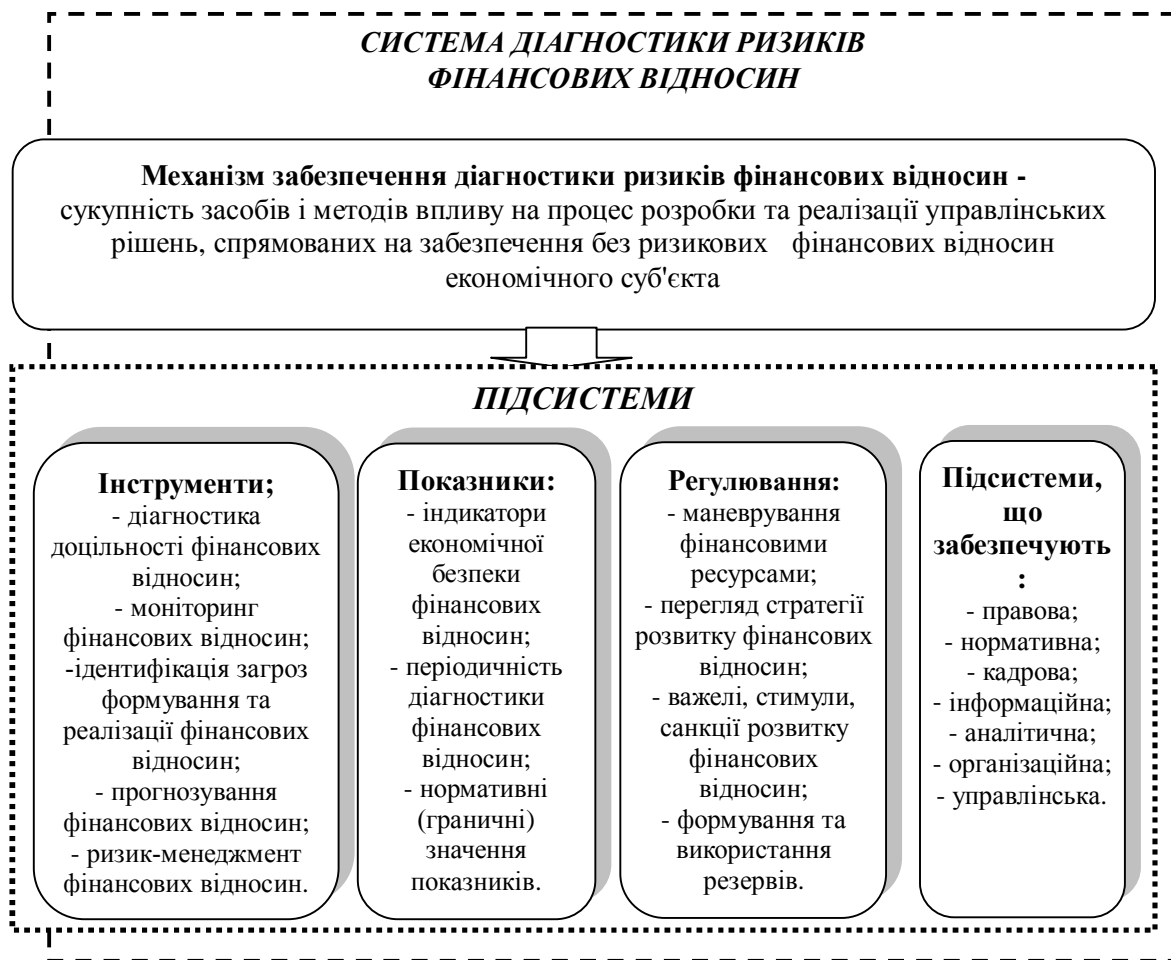 СИСТЕМА ДІАГНОСТИКИ РИЗИКІВ
ФІНАНСОВИХ ВІДНОСИН
Механізм забезпечення діагностики ризиків фінансових відносин -
сукупність засобів і методів впливу на процес розробки та реалізації управлінських
рішень, спрямованих на забезпечення без ризикових фінансових відносин
економічного суб'єкта
ПІДСИСТЕМИ
Інструменти;
- діагностика
доцільності фінансових
відносин;
- моніторинг
фінансових відносин;
-ідентифікація загроз
формування та
реалізації фінансових
відносин;
- прогнозування
фінансових відносин;
- ризик-менеджмент
фінансових відносин.
Показники:
- індикатори
економічної
безпеки
фінансових
відносин;
- періодичність
діагностики
фінансових
відносин;
- нормативні
(граничні)
значення
показників.
Регулювання:
- маневрування
фінансовими
ресурсами;
- перегляд стратегії
розвитку фінансових
відносин;
- важелі, стимули,
санкції розвитку
фінансових
відносин;
- формування та
використання
резервів.
Підсистеми,
що
забезпечують
:
- правова;
- нормативна;
- кадрова;
- інформаційна;
- аналітична;
- організаційна;
- управлінська.